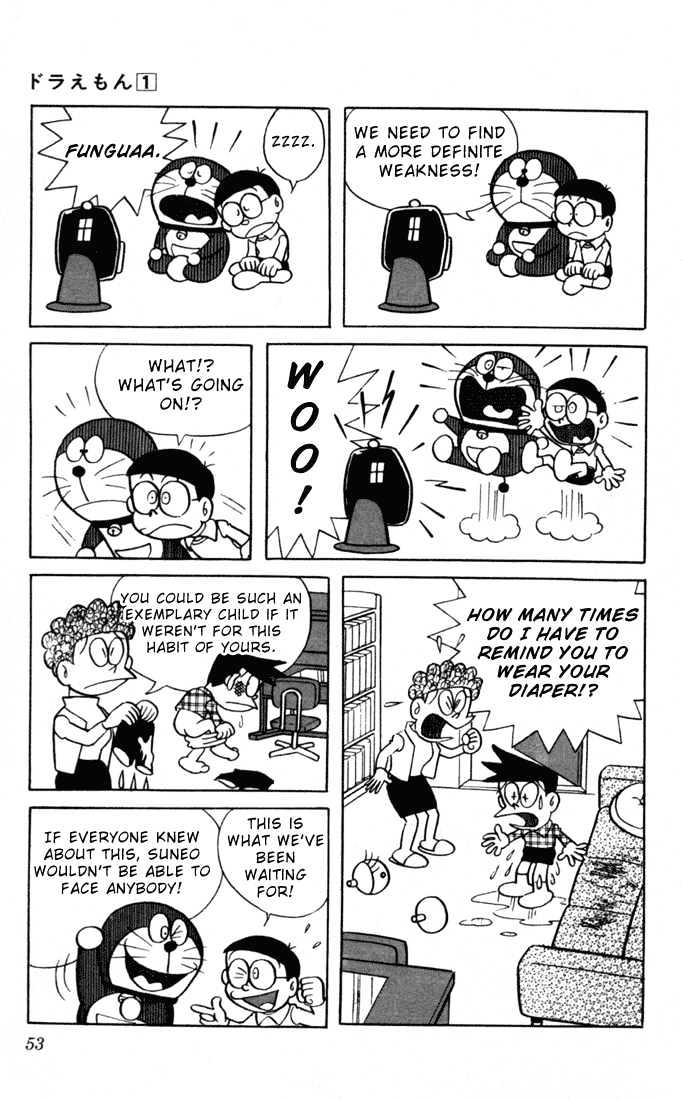 ドラえもん1
FUNGUAA.
ZZZZ.
WE NEED TO FIND
A MORE DEFINITE
WEAKNESS!
WHAT!?
WHAT'S GOING
ON!?
WOO!
YOU COULD BE SUCH AN
EXEMPLARY CHILD IF IT
WEREN'T FOR THIS
HABIT OF YOURS.
HOW MANY TIMES
DO I HAVE TO
REMIND YOU TO
WEAR YOUR
DIAPER!?
IF EVERYONE KNEW
ABOUT THIS, SUNEO
WOULDN'T BE ABLE TO
FACE ANYBODY!
THIS IS
WHAT WE'VE
BEEN
WAITING
FOR!
53